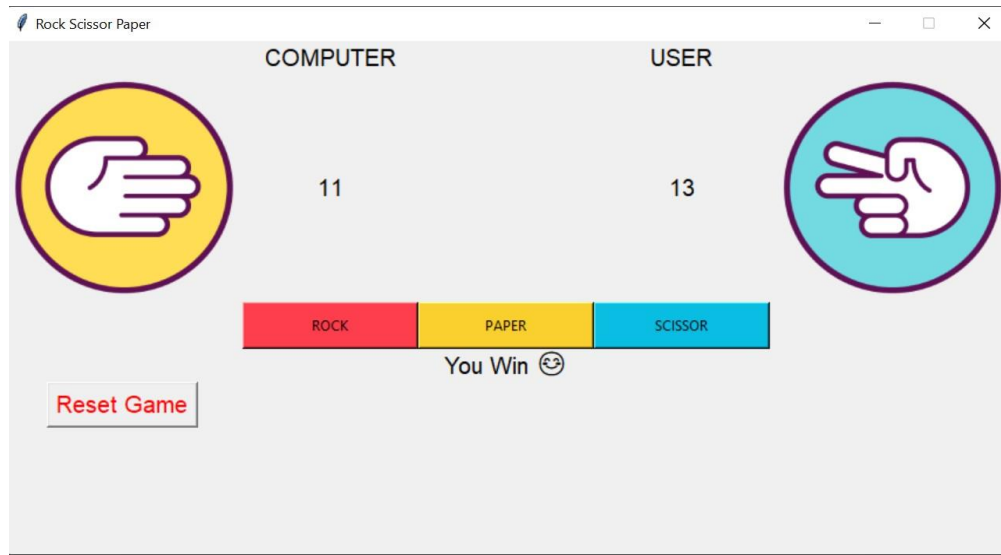 Rock Scissor Paper
COMPUTER USER
11 13
ROCK PAPER SCISSOR
You Win 😊
Reset Game